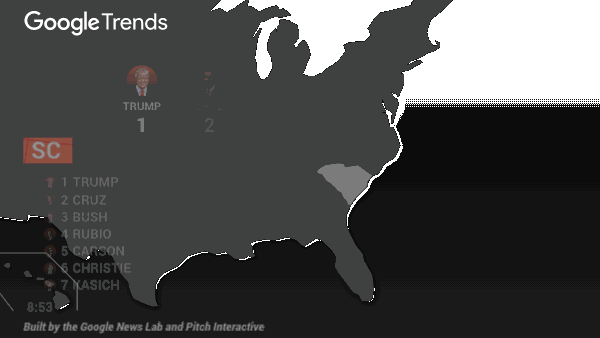 Google Trends
TRUMP
1
2
SC
1 TRUMP
2 CRUZ
3 BUSH
4 RUBIO
5 CARSON
6 CHRISTIE
7 KASICH
8:53
Built by the Google News Lab and Pitch Interactive